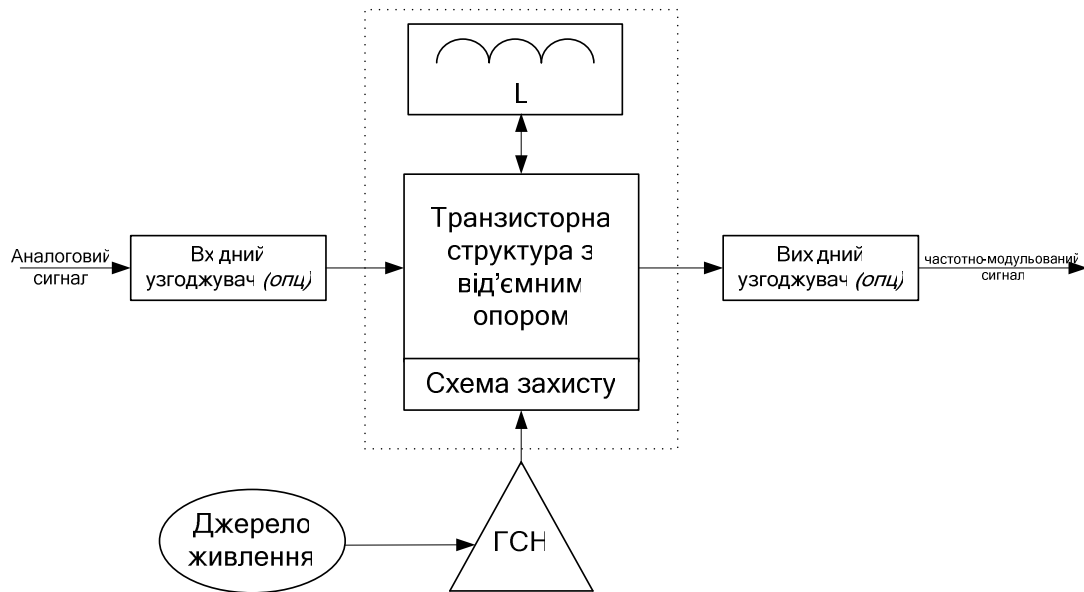 L
Транзисторна
структура з
від'ємним
опором
Схема захисту
Аналоговий
сигнал
Вх дний
узгоджувач (опц)
Вих дний
узгоджувач (опц)
частотно-модульований
сигнал
Джерело
живлення
ГСН